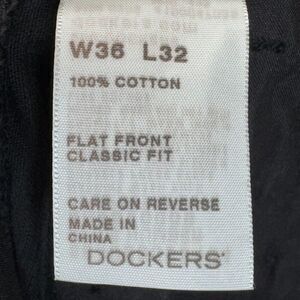 W36 L32
100% COTTON
FLAT FRONT
CLASSIC FIT
CARE ON REVERSE
MADE IN
CHINA
DOCKERS®